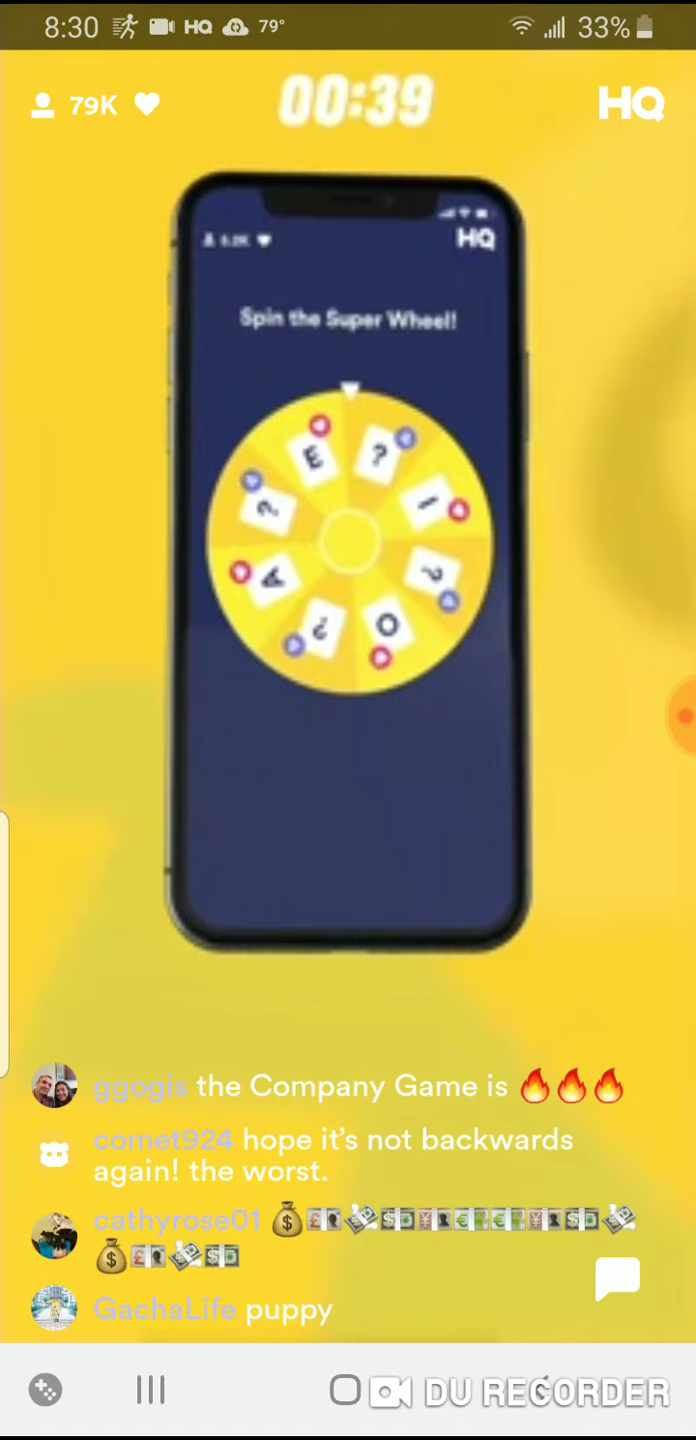 8:30 HQ 79° 33%
79K 00:39 HQ
HQ
Spin the Super Wheel!
E ?
? I
A ?
? O
ggogis the Company Game is 🔥🔥🔥
comet924 hope it’s not backwards
again! the worst.
cathyrose01 💰💷💸💵💴💶💶💴💵💸
💰💷💸💵
GachaLife puppy
DU RECORDER